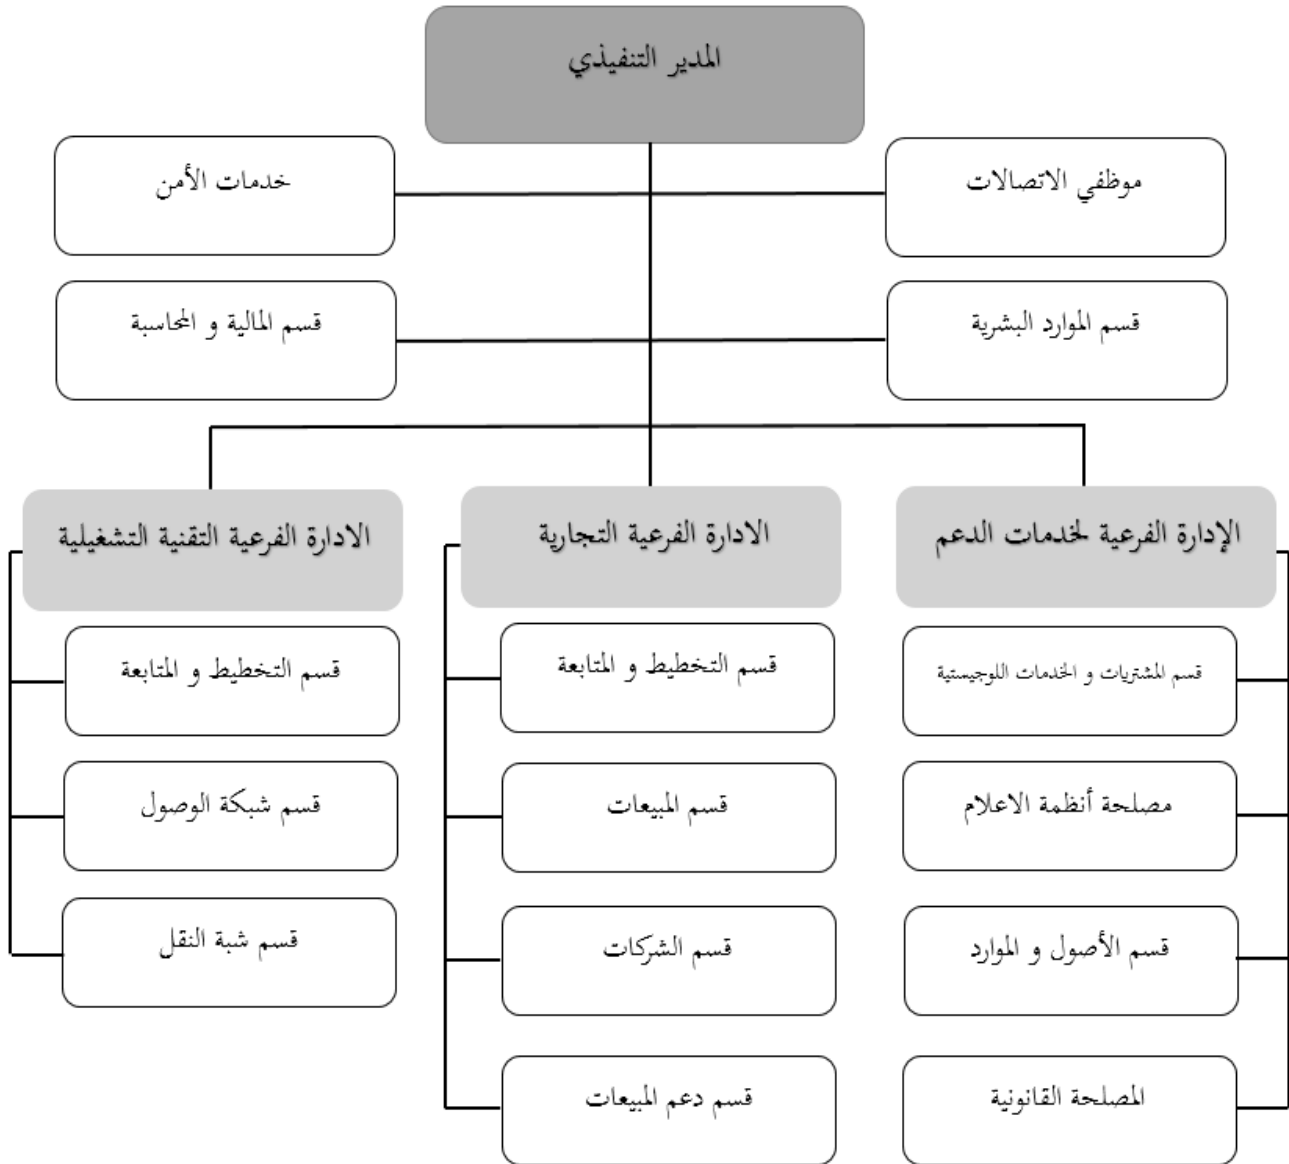 المدير التنفيذي
موظفي الاتصالات
خدمات الأمن
قسم الموارد البشرية
قسم المالية و المحاسبة
الإدارة الفرعية لخدمات الدعم
الادارة الفرعية التجارية
الادارة الفرعية التقنية التشغيلية
قسم المشتريات و الخدمات اللوجيستية
قسم التخطيط و المتابعة
قسم التخطيط و المتابعة
مصلحة أنظمة الاعلام
قسم المبيعات
قسم شبكة الوصول
قسم الأصول و الموارد
قسم الشركات
قسم شبة النقل
المصلحة القانونية
قسم دعم المبيعات